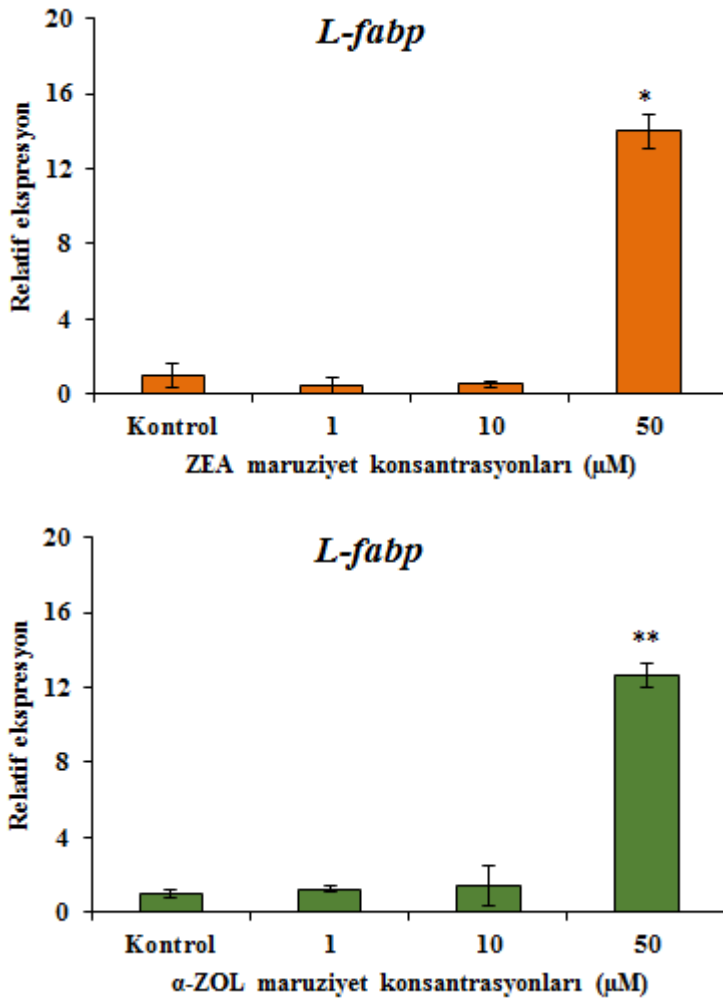 L-fabp
Relatif ekspresyon
20
16
12
8
4
0
*
Kontrol 1 10 50
ZEA maruziyet konsantrasyonları (µM)
L-fabp
Relatif ekspresyon
20
16
12
8
4
0
**
Kontrol 1 10 50
α-ZOL maruziyet konsantrasyonları (µM)